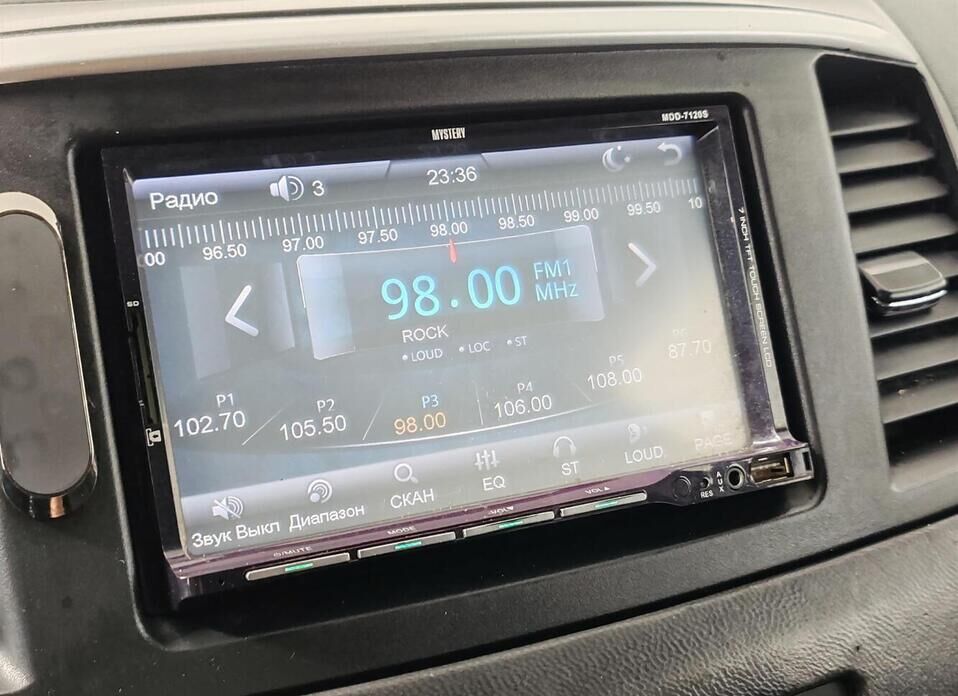 MYSTERY
MDD-7120S
Радио
3
23:36
00 96.50 97.00 97.50 98.00 98.50 99.00 99.50 10
98.00 FM1 MHz
ROCK
LOUD LOC ST
P1 P2 P3 P4 P5 P6
102.70 105.50 98.00 106.00 108.00 87.70
Звук Выкл Диапазон СКАН EQ ST LOUD PAGE
/MUTE MODE VOL▼ VOL▲
RES AUX
SD
7 INCH TFT TOUCH SCREEN LCD